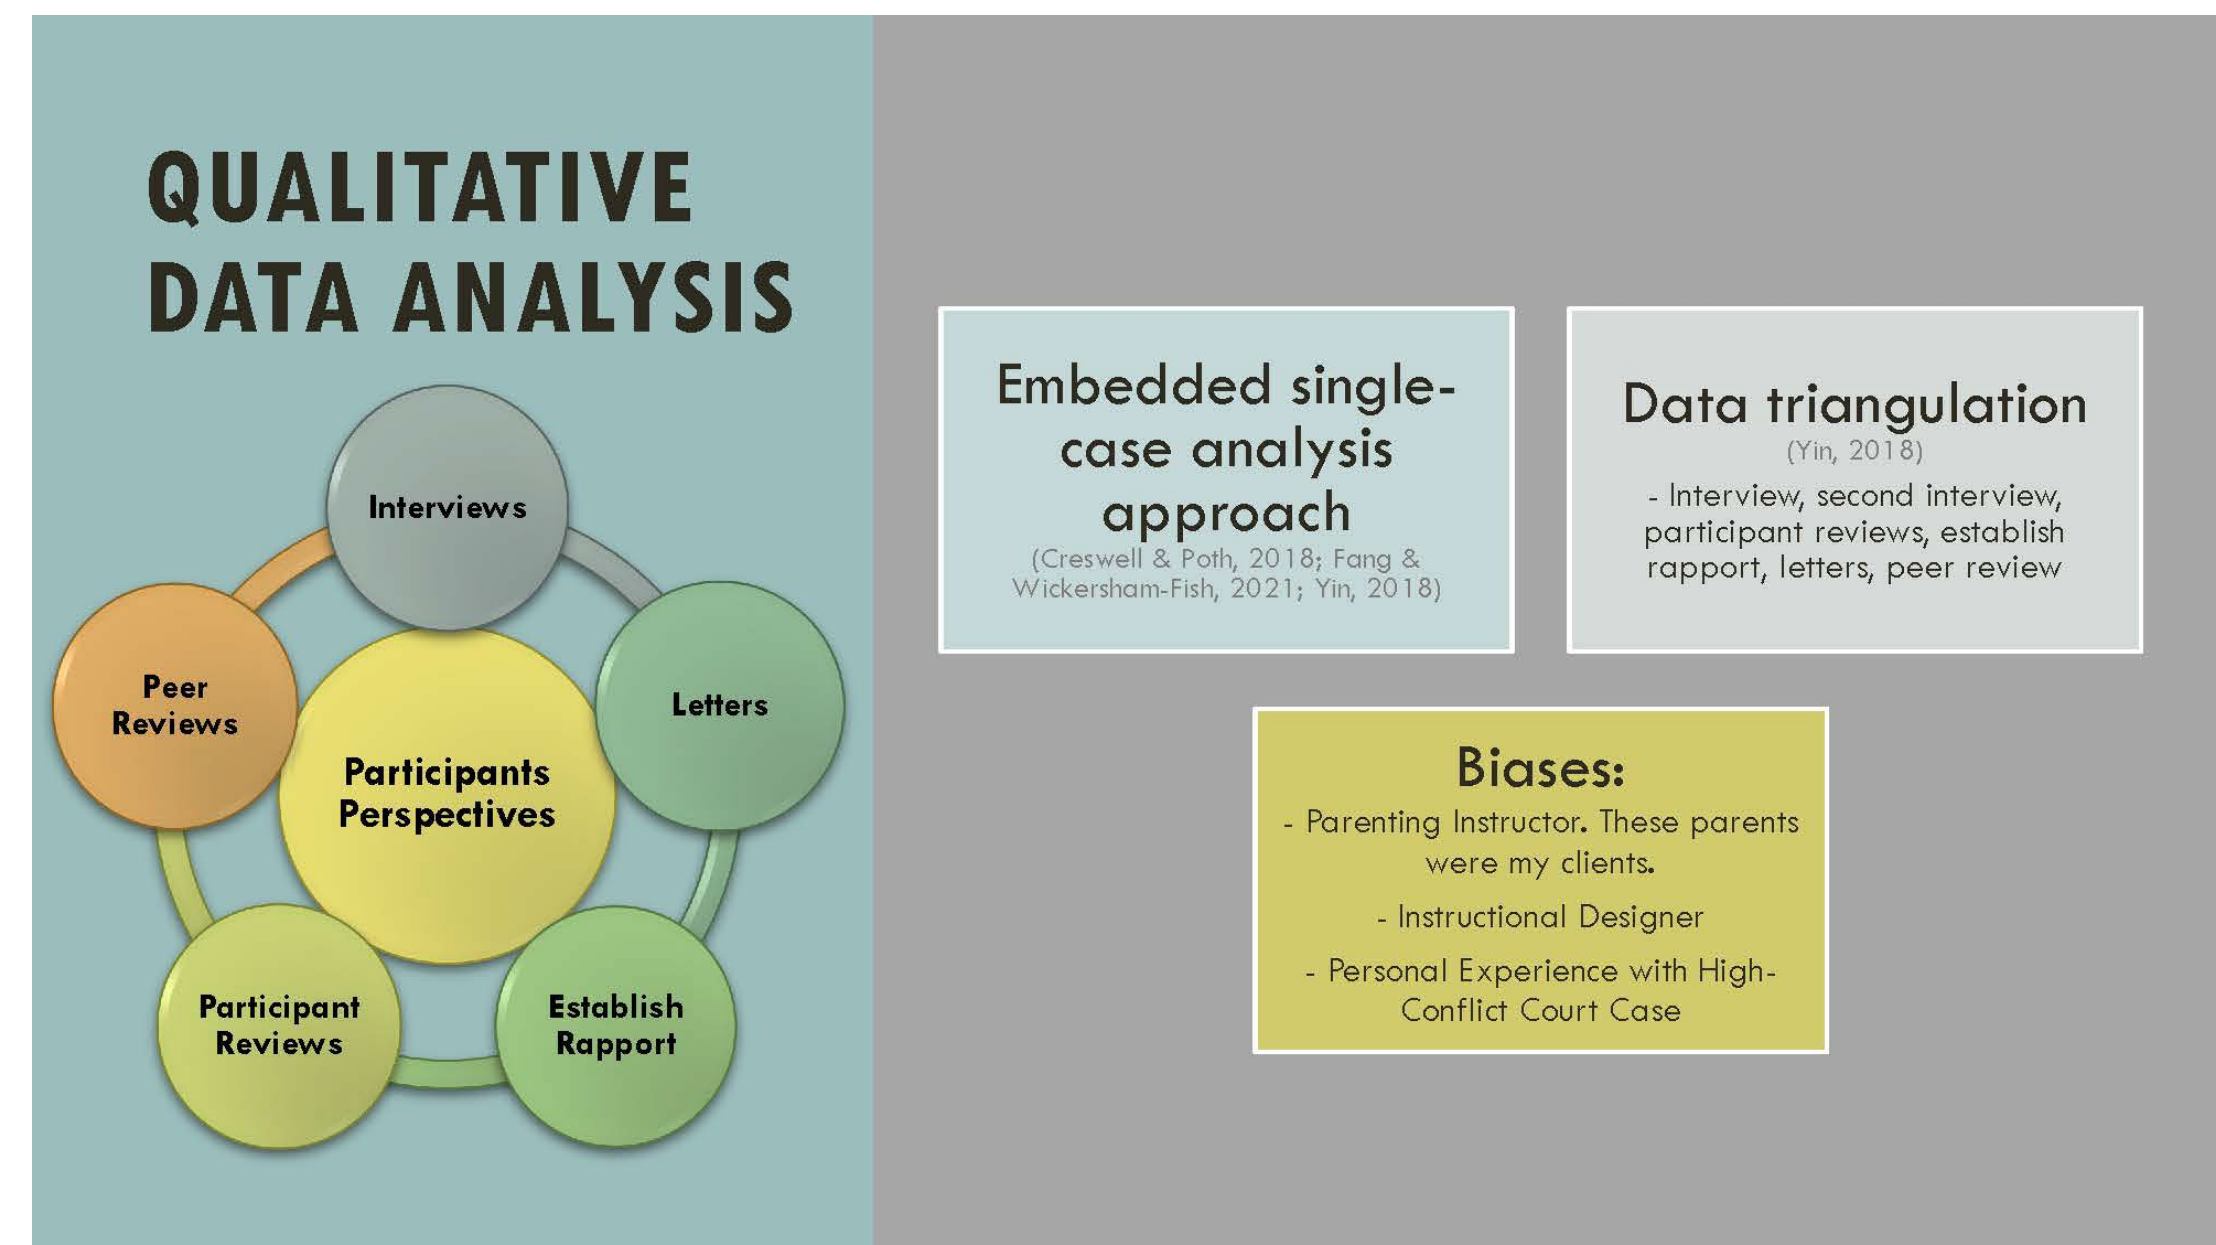 QUALITATIVE
DATA ANALYSIS
Interviews
Peer
Reviews
Letters
Participants
Perspectives
Participant
Reviews
Establish
Rapport
Embedded single-
case analysis
approach
(Creswell & Poth, 2018; Fang &
Wickersham-Fish, 2021; Yin, 2018)
Data triangulation
(Yin, 2018)
- Interview, second interview,
participant reviews, establish
rapport, letters, peer review
Biases:
- Parenting Instructor. These parents
were my clients.
- Instructional Designer
- Personal Experience with High-
Conflict Court Case